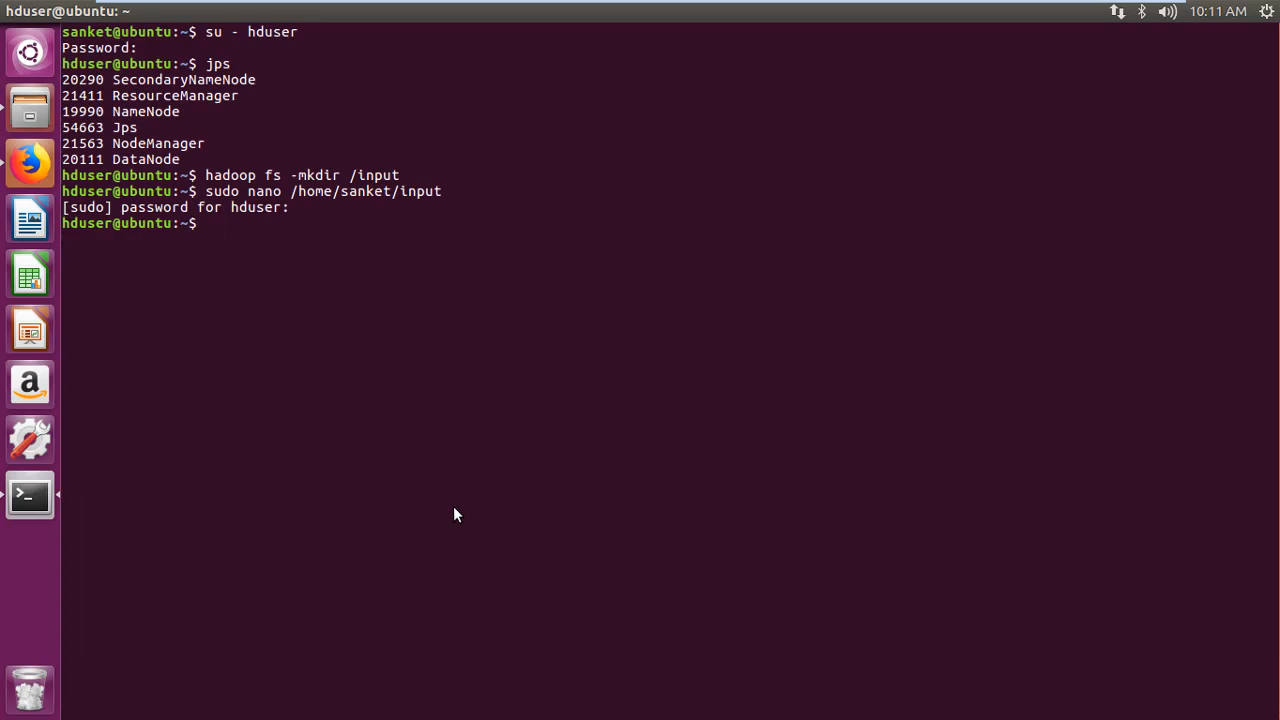 hduser@ubuntu: ~
10:11 AM
sanket@ubuntu:~$ su - hduser
Password:
hduser@ubuntu:~$ jps
20290 SecondaryNameNode
21411 ResourceManager
19990 NameNode
54663 Jps
21563 NodeManager
20111 DataNode
hduser@ubuntu:~$ hadoop fs -mkdir /input
hduser@ubuntu:~$ sudo nano /home/sanket/input
[sudo] password for hduser:
hduser@ubuntu:~$